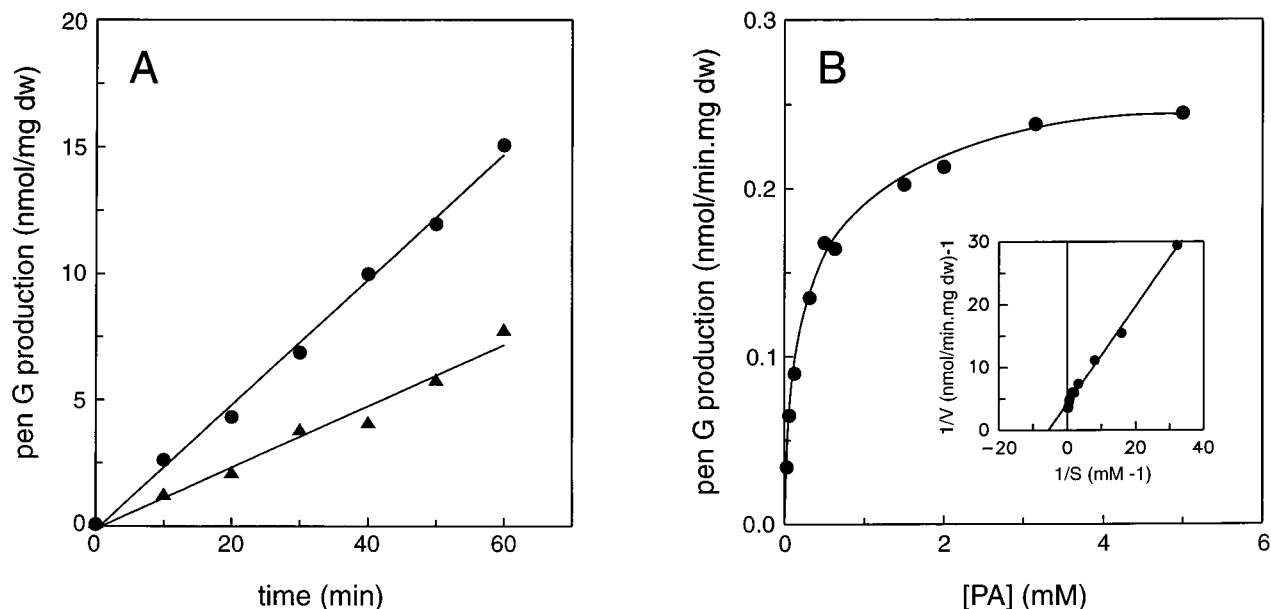 A
pen G production (nmol/mg dw)
20
15
10
5
0
0 20 40 60
time (min)
B
pen G production (nmol/min.mg dw)
0.3
0.2
0.1
0.0
0 2 4 6
[PA] (mM)
1/V (nmol/min.mg dw)-1
30
20
10
0
−20 0 20 40
1/S (mM -1)